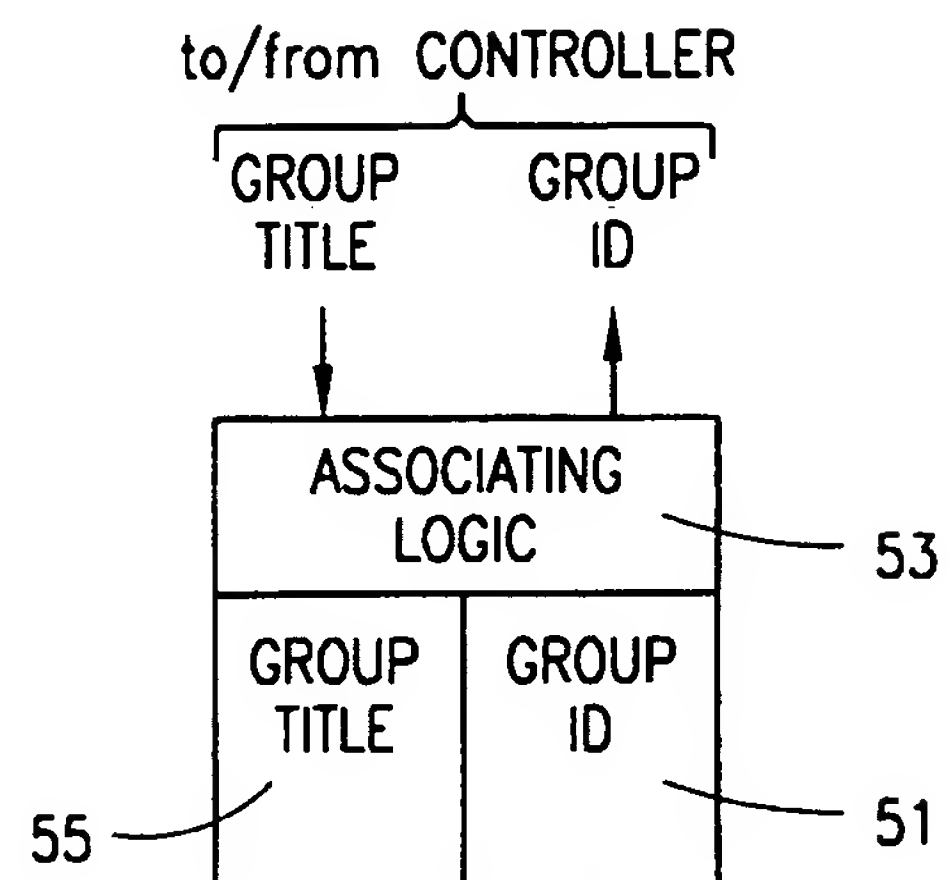 to/from CONTROLLER
GROUP TITLE
GROUP ID
ASSOCIATING
LOGIC
53
GROUP TITLE
GROUP ID
55
51